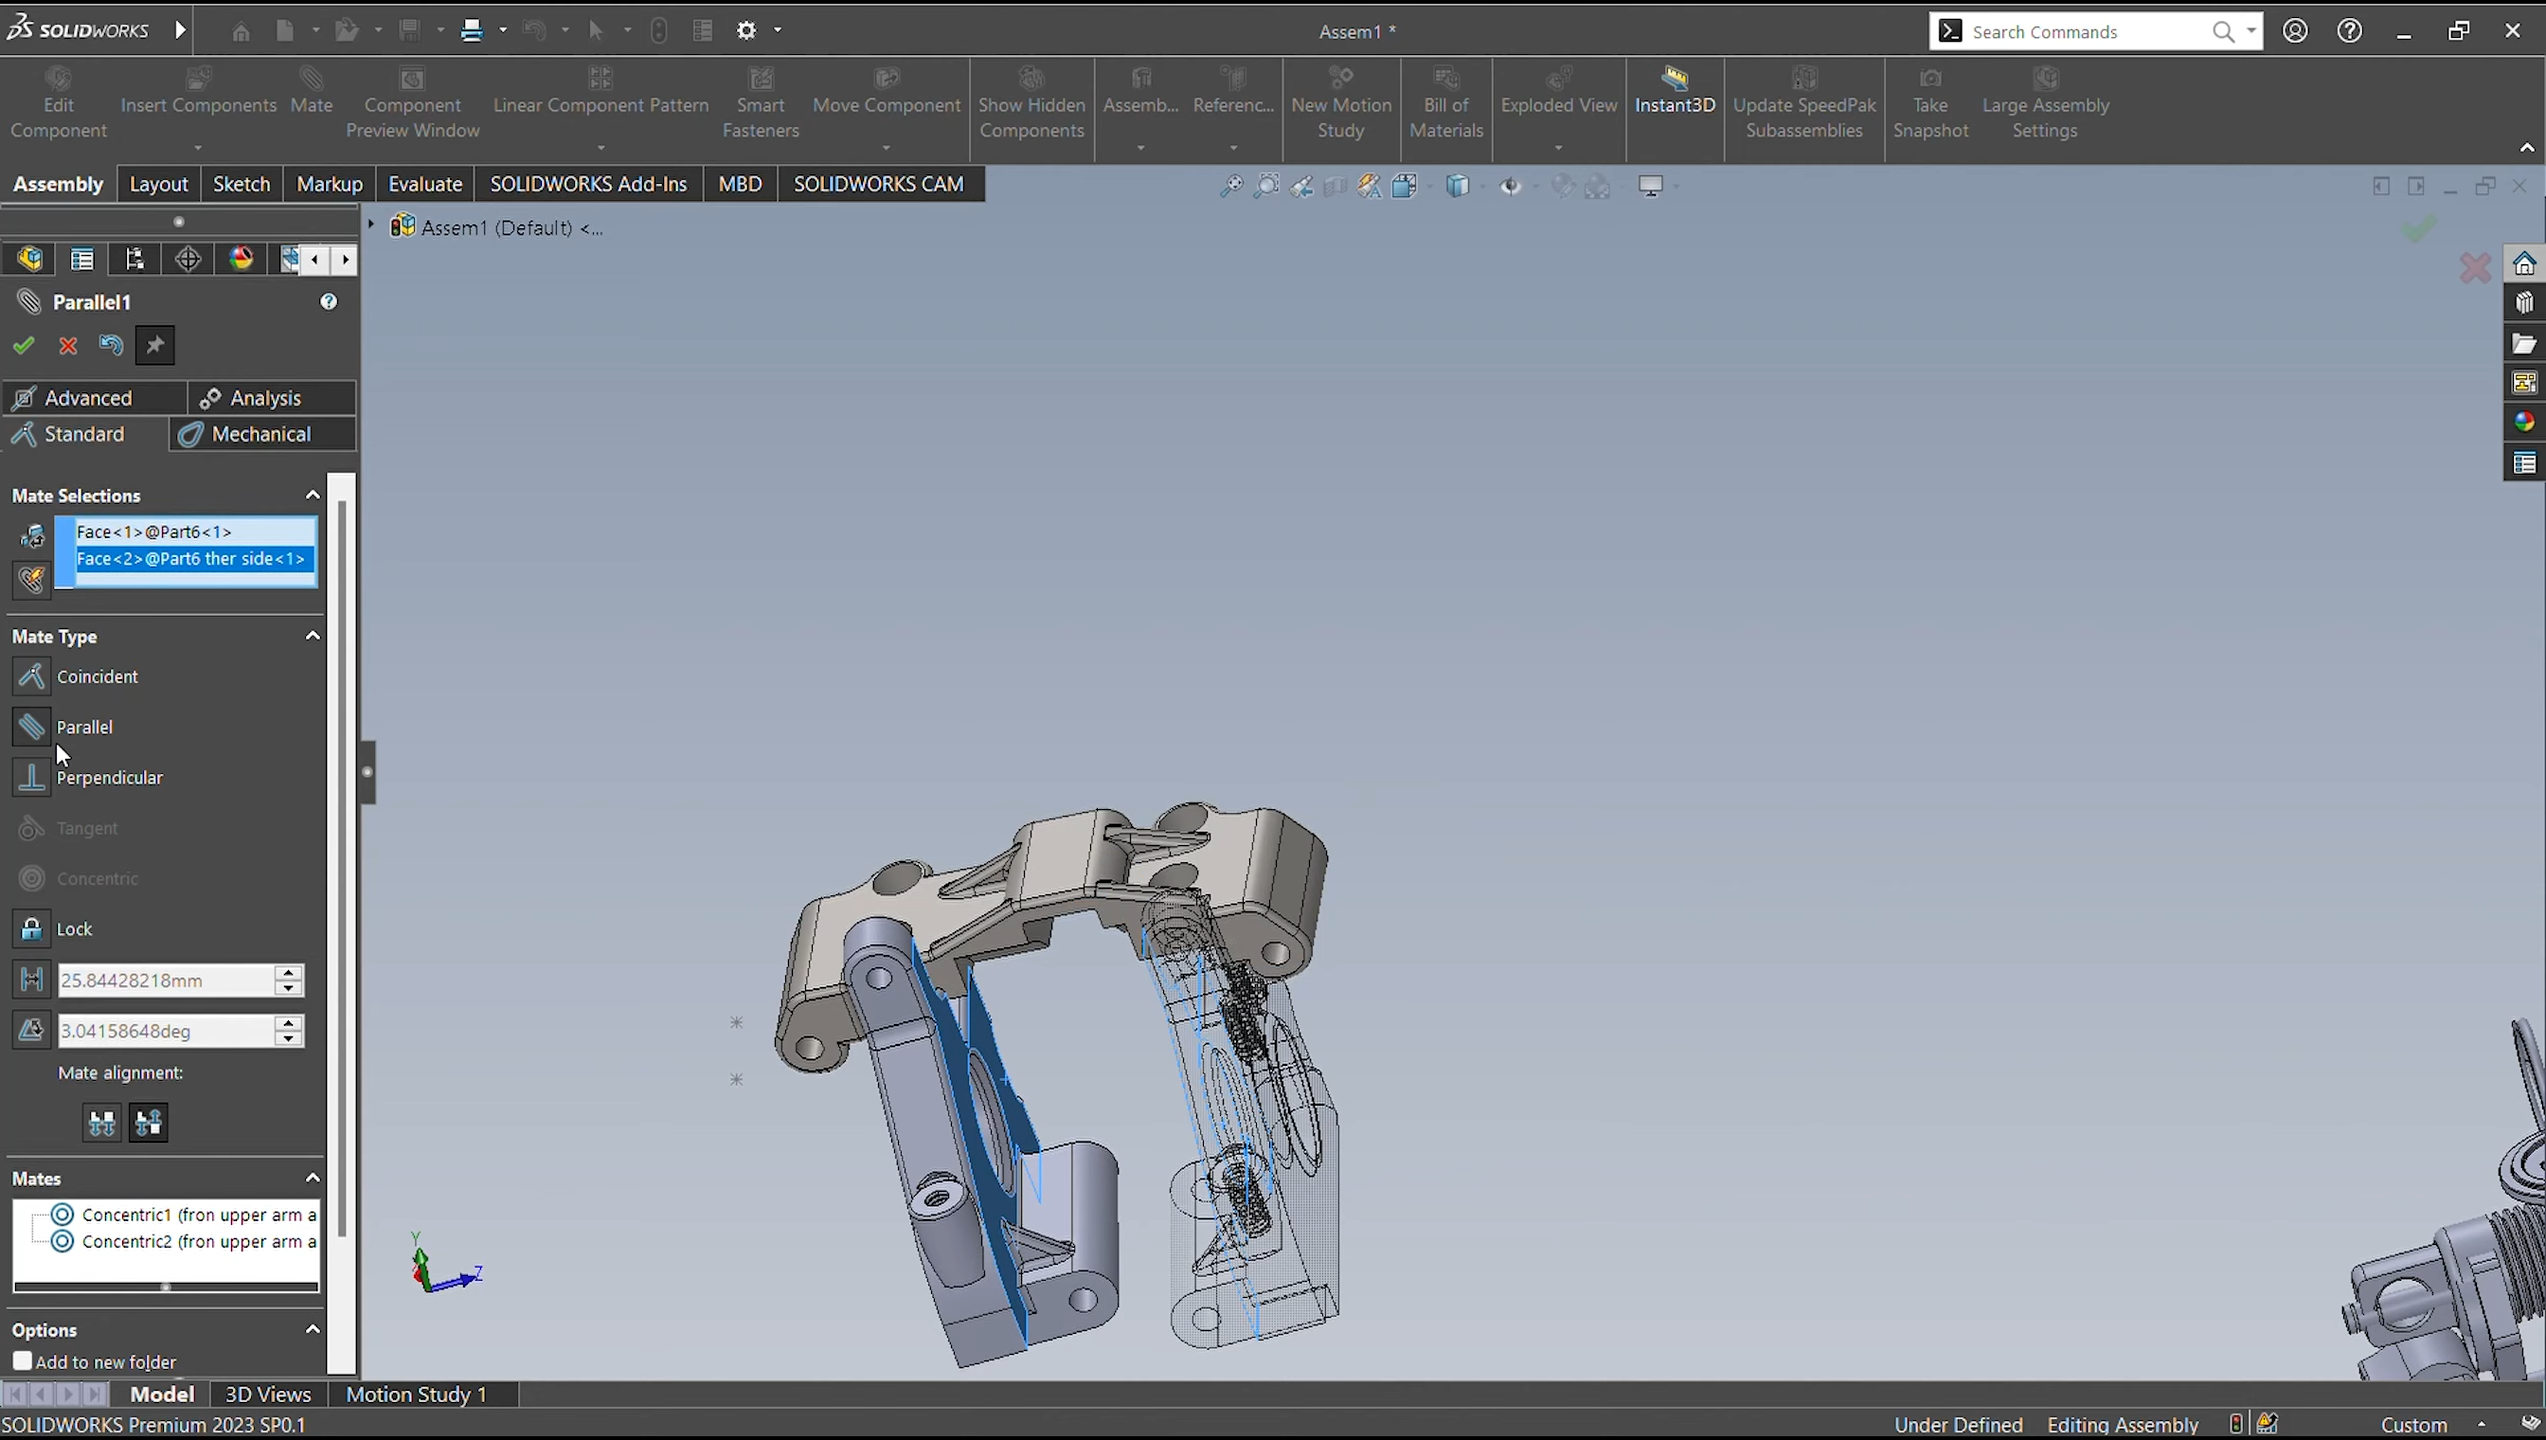 SOLIDWORKS
Assem1 *
Search Commands
Edit Component
Insert Components
Mate
Component Preview Window
Linear Component Pattern
Smart Fasteners
Move Component
Show Hidden Components
Assemb...
Referenc...
New Motion Study
Bill of Materials
Exploded View
Instant3D
Update SpeedPak Subassemblies
Take Snapshot
Large Assembly Settings
Assembly
Layout
Sketch
Markup
Evaluate
SOLIDWORKS Add-Ins
MBD
SOLIDWORKS CAM
Assem1 (Default) <...
Parallel1
Advanced
Analysis
Standard
Mechanical
Mate Selections
Face<1>@Part6<1>
Face<2>@Part6 ther side<1>
Mate Type
Coincident
Parallel
Perpendicular
Tangent
Concentric
Lock
25.84428218mm
3.04158648deg
Mate alignment:
Mates
Concentric1 (fron upper arm a
Concentric2 (fron upper arm a
Options
Add to new folder
Y
Z
Model
3D Views
Motion Study 1
SOLIDWORKS Premium 2023 SP0.1
Under Defined
Editing Assembly
Custom